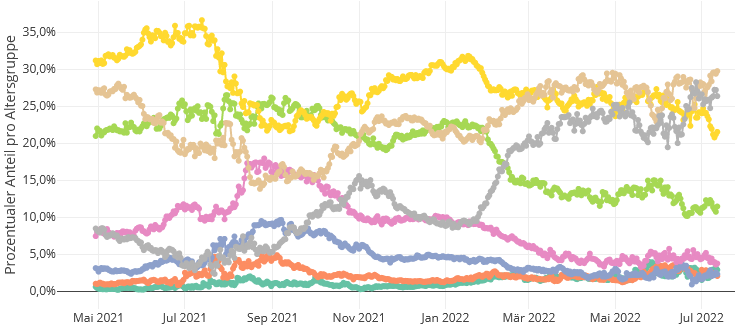 Prozentualer Anteil pro Altersgruppe
35,0%
30,0%
25,0%
20,0%
15,0%
10,0%
5,0%
0,0%
Mai 2021
Jul 2021
Sep 2021
Nov 2021
Jan 2022
Mär 2022
Mai 2022
Jul 2022